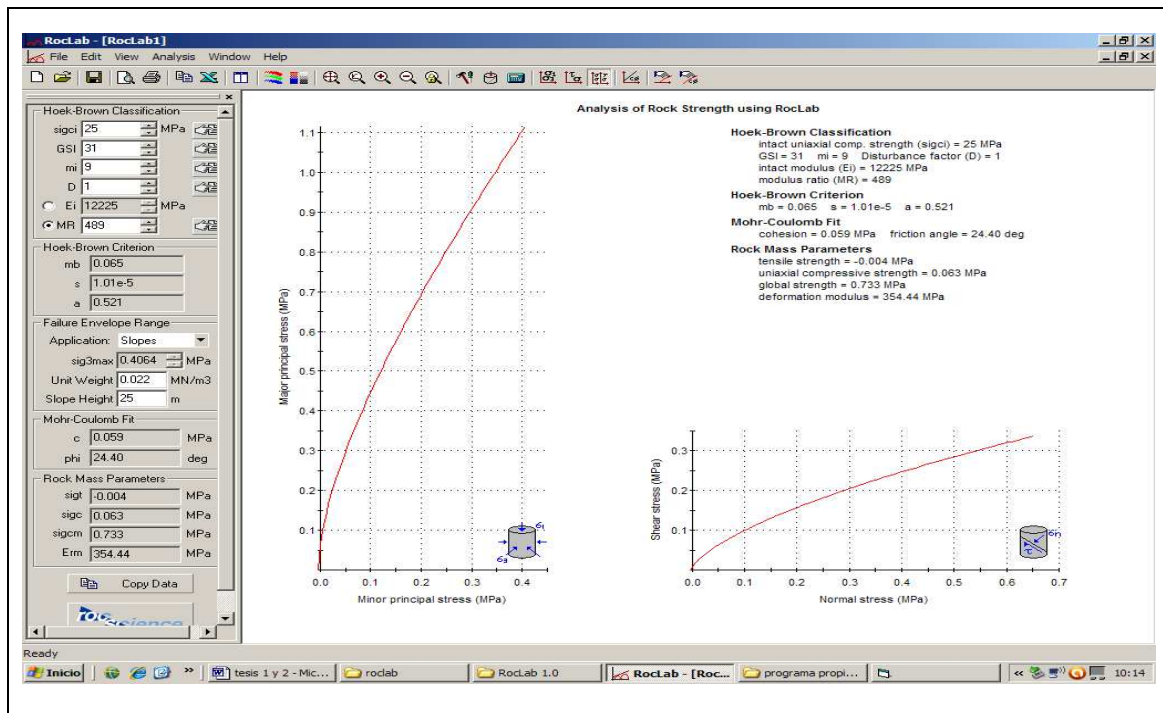 RocLab - [RocLab1]
File Edit View Analysis Window Help
Hoek-Brown Classification
sigci 25 MPa
GSI 31
mi 9
D 1
Ei 12225 MPa
MR 489
Hoek-Brown Criterion
mb 0.065
s 1.01e-5
a 0.521
Failure Envelope Range
Application: Slopes
sig3max 0.4064 MPa
Unit Weight 0.022 MN/m3
Slope Height 25 m
Mohr-Coulomb Fit
c 0.059 MPa
phi 24.40 deg
Rock Mass Parameters
sigt -0.004 MPa
sigc 0.063 MPa
sigcm 0.733 MPa
Erm 354.44 MPa
Copy Data
rocscience
Analysis of Rock Strength using RocLab
Hoek-Brown Classification
intact uniaxial comp. strength (sigci) = 25 MPa
GSI = 31 mi = 9 Disturbance factor (D) = 1
intact modulus (Ei) = 12225 MPa
modulus ratio (MR) = 489
Hoek-Brown Criterion
mb = 0.065 s = 1.01e-5 a = 0.521
Mohr-Coulomb Fit
cohesion = 0.059 MPa friction angle = 24.40 deg
Rock Mass Parameters
tensile strength = -0.004 MPa
uniaxial compressive strength = 0.063 MPa
global strength = 0.733 MPa
deformation modulus = 354.44 MPa
Major principal stress (MPa)
1.1
1.0
0.9
0.8
0.7
0.6
0.5
0.4
0.3
0.2
0.1
0.0 0.1 0.2 0.3 0.4
Minor principal stress (MPa)
σ1
σ3
Shear stress (MPa)
0.3
0.2
0.1
0.0 0.1 0.2 0.3 0.4 0.5 0.6 0.7
Normal stress (MPa)
σn
τ
Ready
Inicio » tesis 1 y 2 - Mic... roclab RocLab 1.0 RocLab - [Roc... programa propi... « 10:14